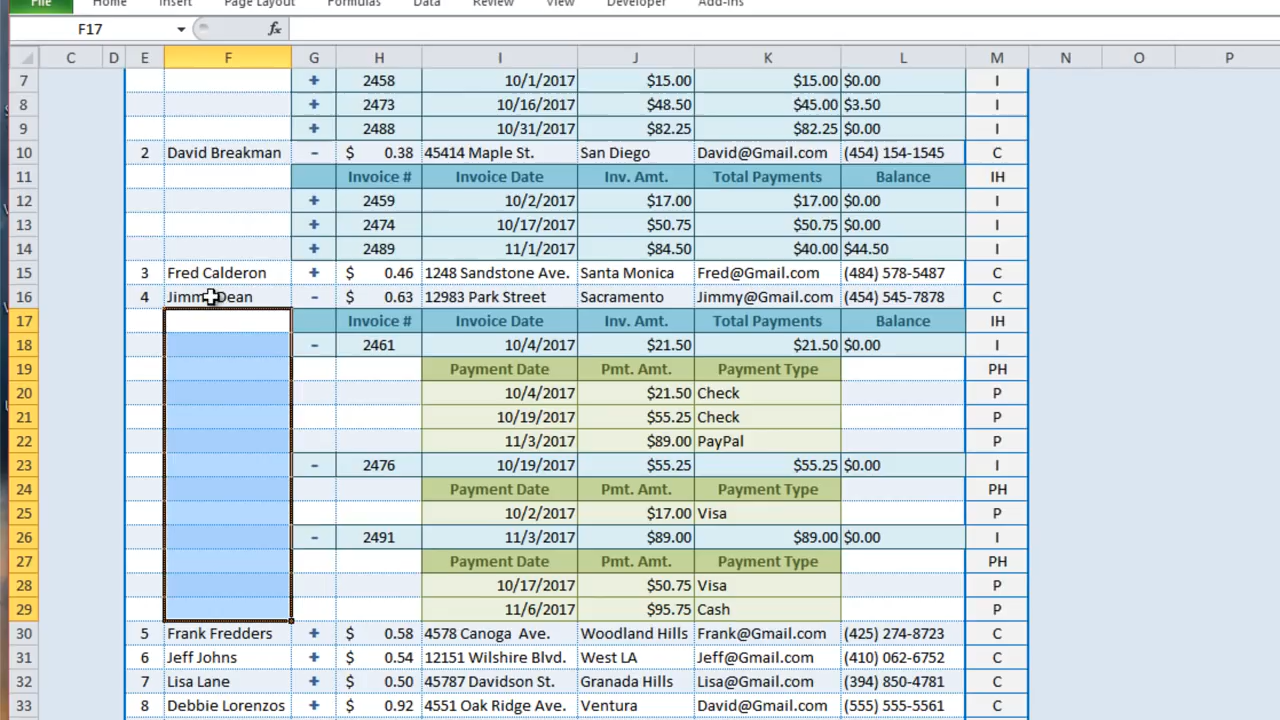 File Home Insert Page Layout Formulas Data Review View Developer Add-Ins
F17 fx
C D E F G H I J K L M N O P
7 + 2458 10/1/2017 $15.00 $15.00 $0.00 I
8 + 2473 10/16/2017 $48.50 $45.00 $3.50 I
9 + 2488 10/31/2017 $82.25 $82.25 $0.00 I
10 2 David Breakman - $ 0.38 45414 Maple St. San Diego David@Gmail.com (454) 154-1545 C
11 Invoice # Invoice Date Inv. Amt. Total Payments Balance IH
12 + 2459 10/2/2017 $17.00 $17.00 $0.00 I
13 + 2474 10/17/2017 $50.75 $50.75 $0.00 I
14 + 2489 11/1/2017 $84.50 $40.00 $44.50 I
15 3 Fred Calderon + $ 0.46 1248 Sandstone Ave. Santa Monica Fred@Gmail.com (484) 578-5487 C
16 4 Jimmy Dean - $ 0.63 12983 Park Street Sacramento Jimmy@Gmail.com (454) 545-7878 C
17 Invoice # Invoice Date Inv. Amt. Total Payments Balance IH
18 - 2461 10/4/2017 $21.50 $21.50 $0.00 I
19 Payment Date Pmt. Amt. Payment Type PH
20 10/4/2017 $21.50 Check P
21 10/19/2017 $55.25 Check P
22 11/3/2017 $89.00 PayPal P
23 - 2476 10/19/2017 $55.25 $55.25 $0.00 I
24 Payment Date Pmt. Amt. Payment Type PH
25 10/2/2017 $17.00 Visa P
26 - 2491 11/3/2017 $89.00 $89.00 $0.00 I
27 Payment Date Pmt. Amt. Payment Type PH
28 10/17/2017 $50.75 Visa P
29 11/6/2017 $95.75 Cash P
30 5 Frank Fredders + $ 0.58 4578 Canoga Ave. Woodland Hills Frank@Gmail.com (425) 274-8723 C
31 6 Jeff Johns + $ 0.54 12151 Wilshire Blvd. West LA Jeff@Gmail.com (410) 062-6752 C
32 7 Lisa Lane + $ 0.50 45787 Davidson St. Granada Hills Lisa@Gmail.com (394) 850-4781 C
33 8 Debbie Lorenzos + $ 0.92 4551 Oak Ridge Ave. Ventura David@Gmail.com (555) 555-5561 C